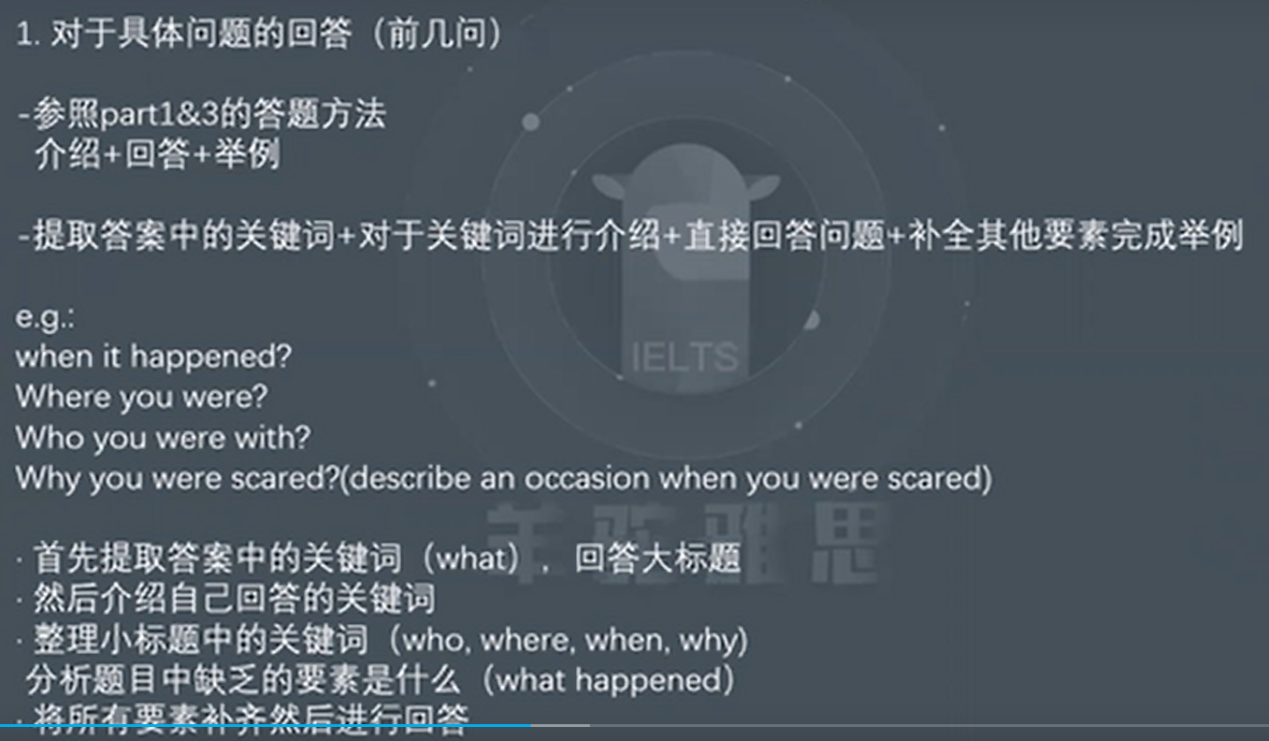 1. 对于具体问题的回答（前几问）
-参照part1&3的答题方法
介绍+回答+举例
-提取答案中的关键词+对于关键词进行介绍+直接回答问题+补全其他要素完成举例
e.g.:
when it happened?
Where you were?
Who you were with?
Why you were scared?(describe an occasion when you were scared)
· 首先提取答案中的关键词（what），回答大标题
· 然后介绍自己回答的关键词
· 整理小标题中的关键词（who, where, when, why)
分析题目中缺乏的要素是什么（what happened）
· 将所有要素补齐然后进行回答
IELTS
羊驼雅思